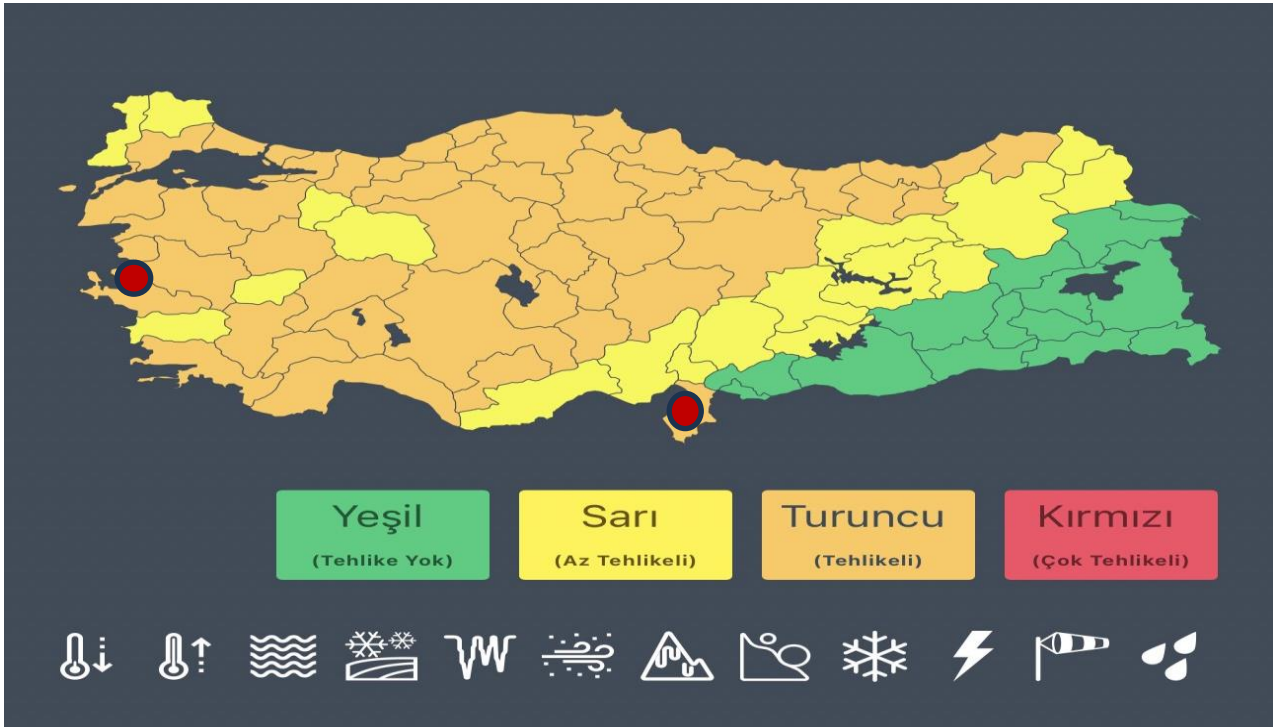 Yeşil
(Tehlike Yok)
Sarı
(Az Tehlikeli)
Turuncu
(Tehlikeli)
Kırmızı
(Çok Tehlikeli)